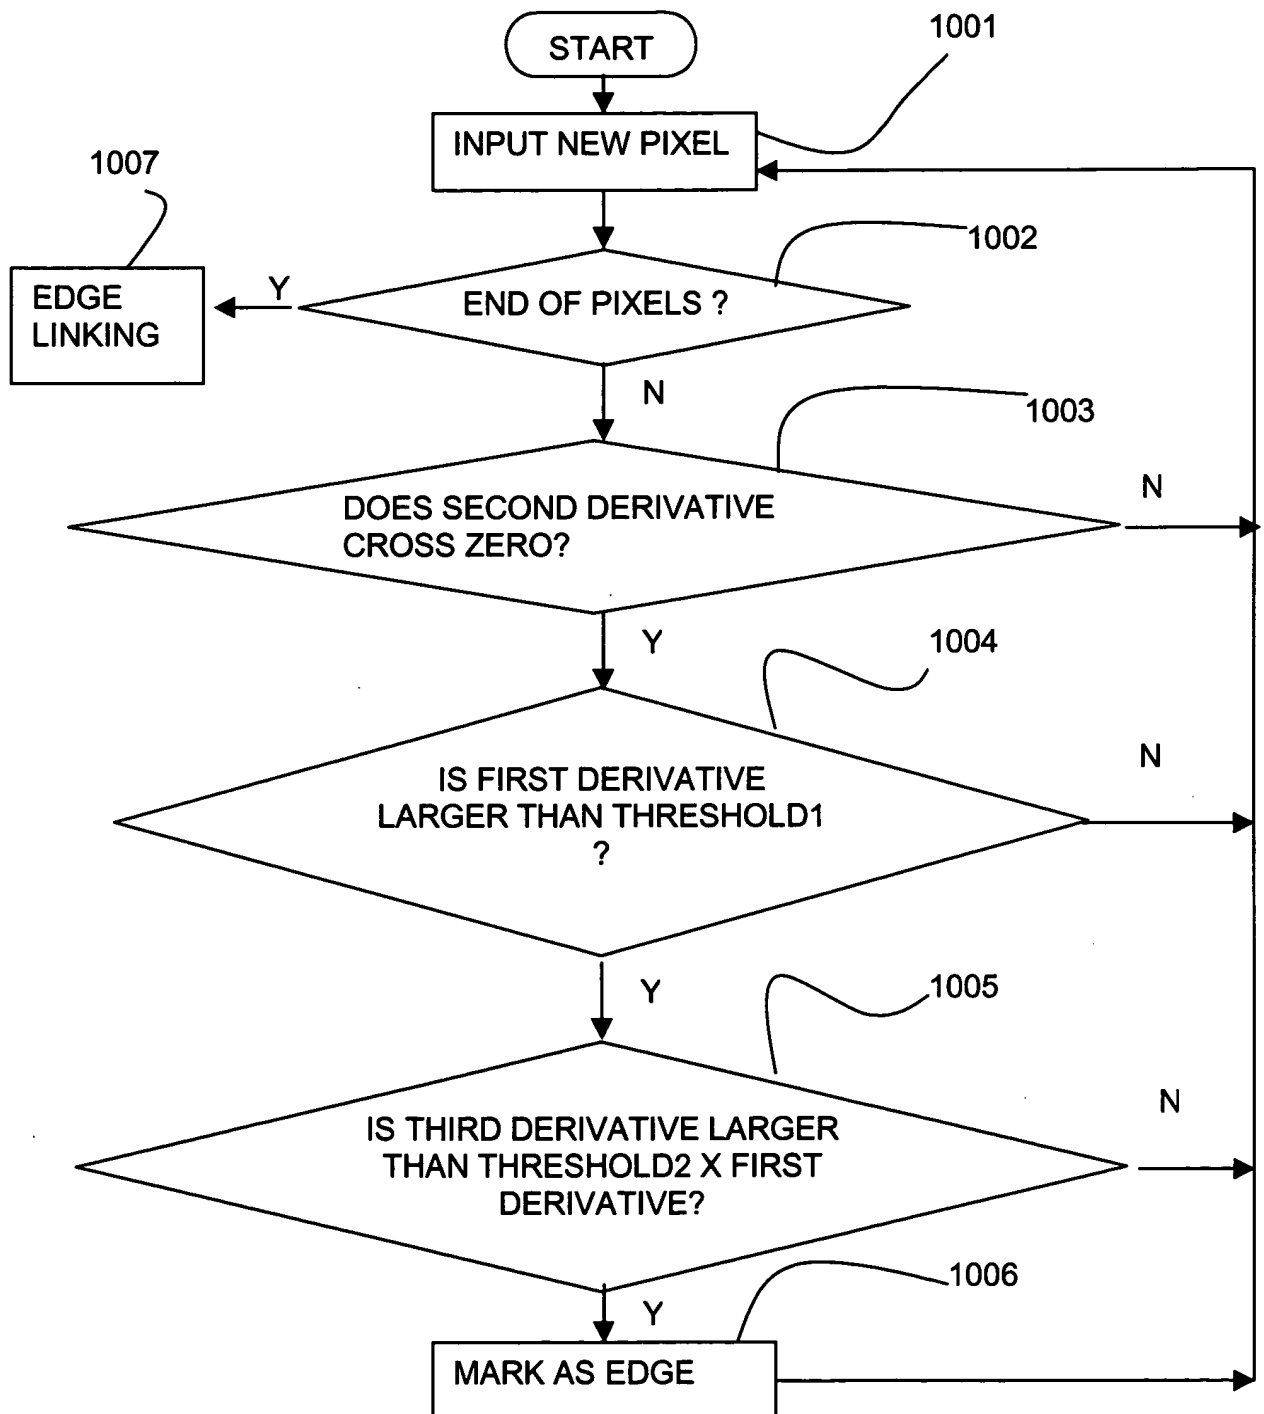 START
1001
INPUT NEW PIXEL
1007
1002
EDGE
LINKING
Y
END OF PIXELS ?
N
1003
DOES SECOND DERIVATIVE
CROSS ZERO?
N
Y
1004
IS FIRST DERIVATIVE
LARGER THAN THRESHOLD1
?
N
Y
1005
IS THIRD DERIVATIVE LARGER
THAN THRESHOLD2 X FIRST
DERIVATIVE?
N
Y
1006
MARK AS EDGE